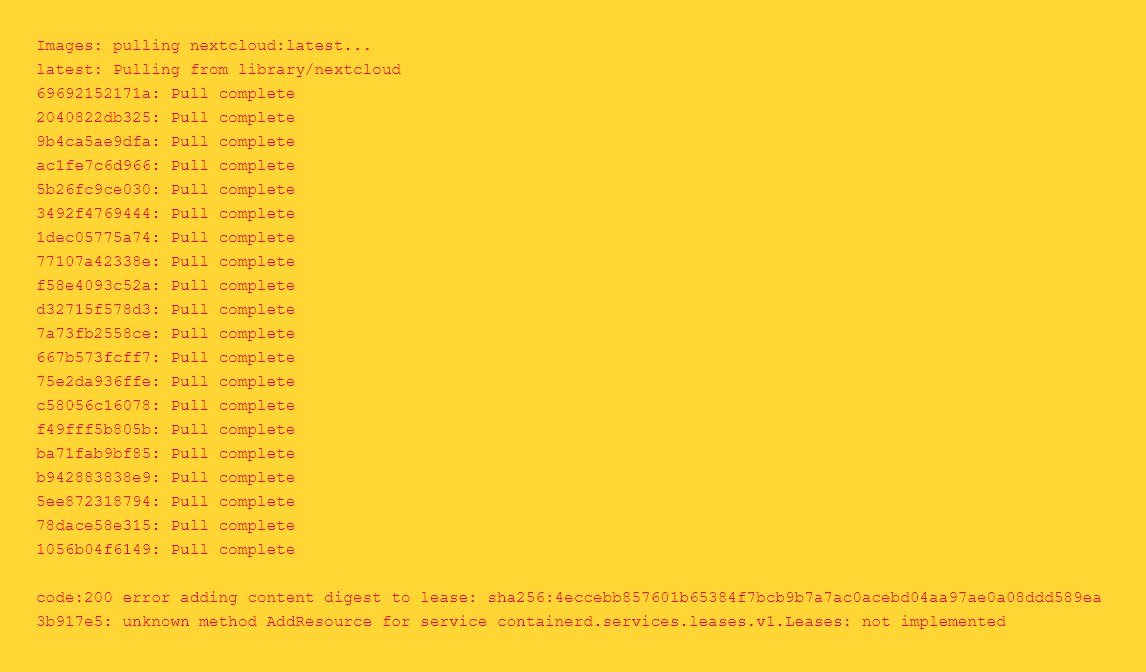 Images: pulling nextcloud:latest...
latest: Pulling from library/nextcloud
69692152171a: Pull complete
2040822db325: Pull complete
9b4ca5ae9dfa: Pull complete
ac1fe7c6d966: Pull complete
5b26fc9ce030: Pull complete
3492f4769444: Pull complete
1dec05775a74: Pull complete
77107a42338e: Pull complete
f58e4093c52a: Pull complete
d32715f578d3: Pull complete
7a73fb2558ce: Pull complete
667b573fcff7: Pull complete
75e2da936ffe: Pull complete
c58056c16078: Pull complete
f49fff5b805b: Pull complete
ba71fab9bf85: Pull complete
b942883838e9: Pull complete
5ee872318794: Pull complete
78dace58e315: Pull complete
1056b04f6149: Pull complete
code:200 error adding content digest to lease: sha256:4eccebb857601b65384f7bcb9b7a7ac0acebd04aa97ae0a08ddd589ea
3b917e5: unknown method AddResource for service containerd.services.leases.v1.Leases: not implemented